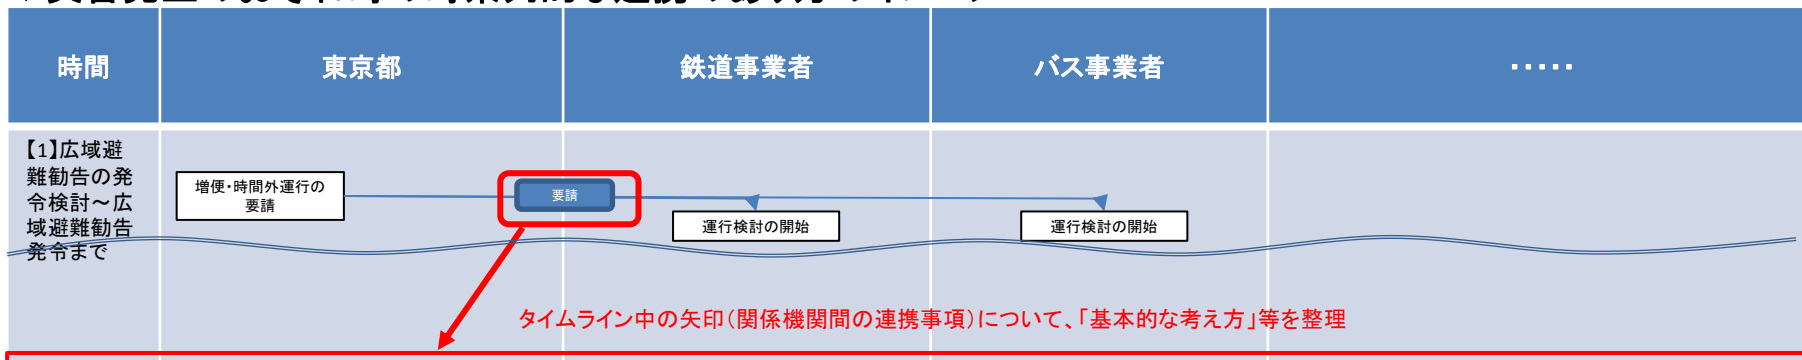 時間
東京都
鉄道事業者
バス事業者
･････
【1】広域避
難勧告の発
令検討～広
域避難勧告
発令まで
増便・時間外運行の
要請
要請
運行検討の開始
運行検討の開始
タイムライン中の矢印（関係機関間の連携事項）について、「基本的な考え方」等を整理